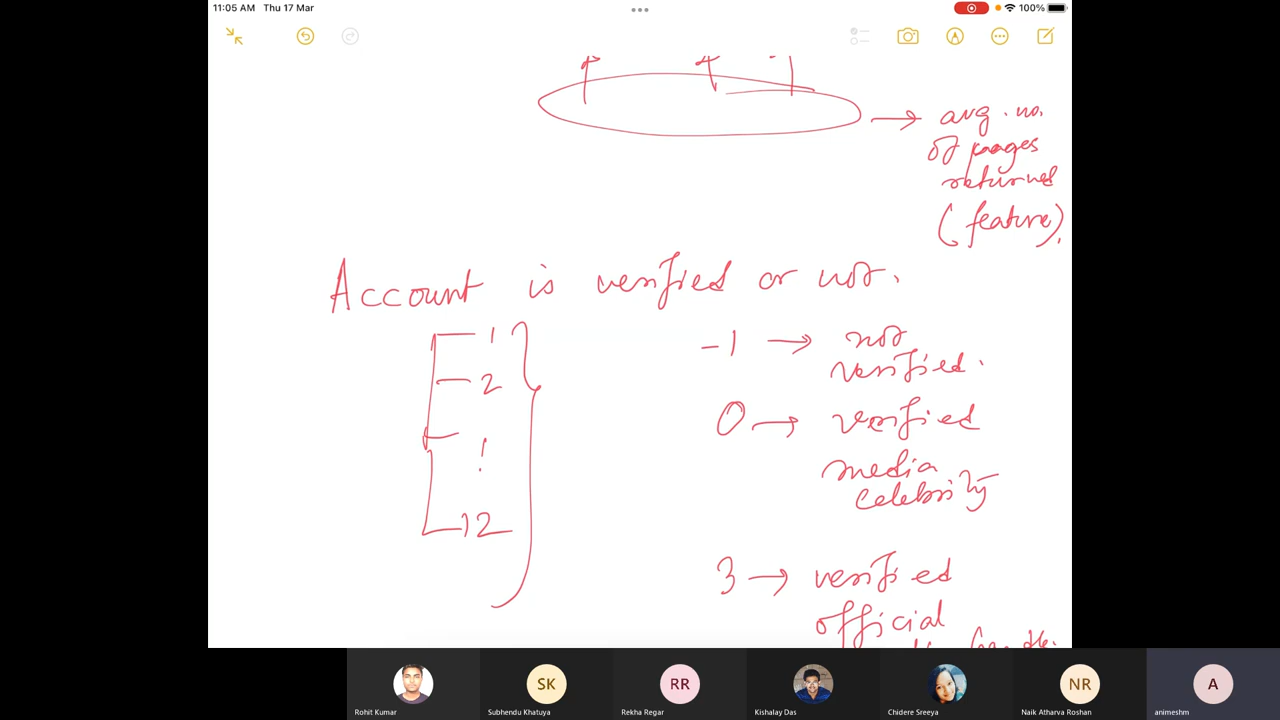 11:05 AM Thu 17 Mar
100%
avg. no.
of pages
returned
(feature).
Account is verified or not.
1
2
12
-1 → not
verified.
0 → verified
media
celebrity
3 → verified
official
Rohit Kumar
SK
Subhendu Khatuya
RR
Rekha Regar
Kishalay Das
Chidere Sreeya
NR
Naik Atharva Roshan
A
animeshm